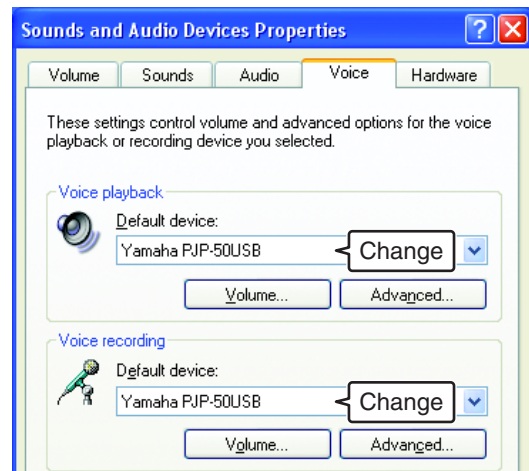 Sounds and Audio Devices Properties
Volume Sounds Audio Voice Hardware
These settings control volume and advanced options for the voice
playback or recording device you selected.
Voice playback
Default device:
Yamaha PJP-50USB Change
Volume... Advanced...
Voice recording
Default device:
Yamaha PJP-50USB Change
Volume... Advanced...